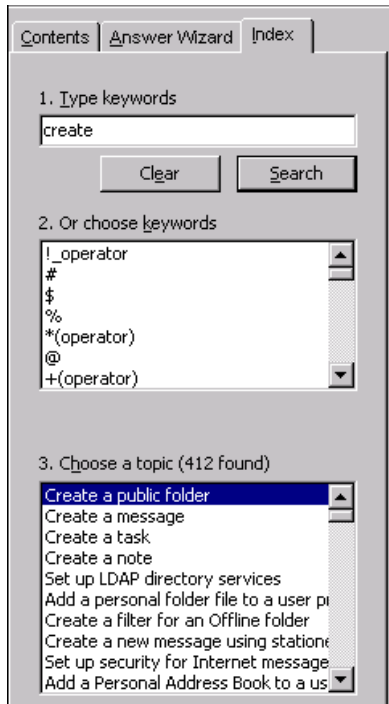 Contents Answer Wizard Index
1. Type keywords
create
Clear Search
2. Or choose keywords
!_operator
#
$
%
*(operator)
@
+(operator)
3. Choose a topic (412 found)
Create a public folder
Create a message
Create a task
Create a note
Set up LDAP directory services
Add a personal folder file to a user
Create a filter for an Offline folder
Create a new message using
Set up security for Internet message
Add a Personal Address Book to a us